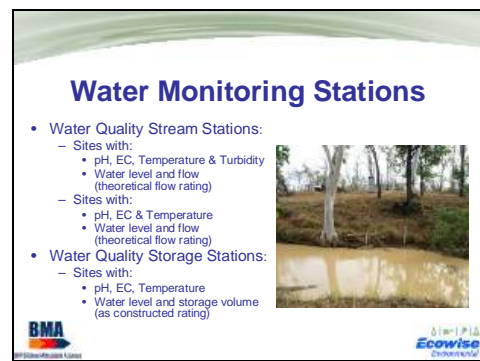 Water Monitoring Stations
• Water Quality Stream Stations:
– Sites with:
• pH, EC, Temperature & Turbidity
• Water level and flow
(theoretical flow rating)
– Sites with:
• pH, EC & Temperature
• Water level and flow
(theoretical flow rating)
• Water Quality Storage Stations:
– Sites with:
• pH, EC, Temperature
• Water level and storage volume
(as constructed rating)
BMA
Ecowise
Environmental